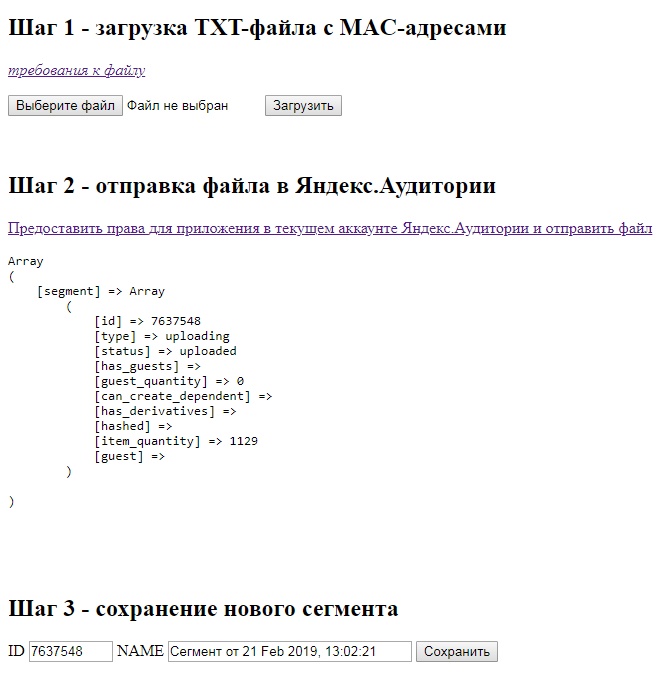 Шаг 1 - загрузка TXT-файла с MAC-адресами
требования к файлу
Выберите файл Файл не выбран Загрузить
Шаг 2 - отправка файла в Яндекс.Аудитории
Предоставить права для приложения в текущем аккаунте Яндекс.Аудитории и отправить файл
Array
(
    [segment] => Array
        (
            [id] => 7637548
            [type] => uploading
            [status] => uploaded
            [has_guests] =>
            [guest_quantity] => 0
            [can_create_dependent] =>
            [has_derivatives] =>
            [hashed] =>
            [item_quantity] => 1129
            [guest] =>
        )
)
Шаг 3 - сохранение нового сегмента
ID 7637548 NAME Сегмент от 21 Feb 2019, 13:02:21 Сохранить